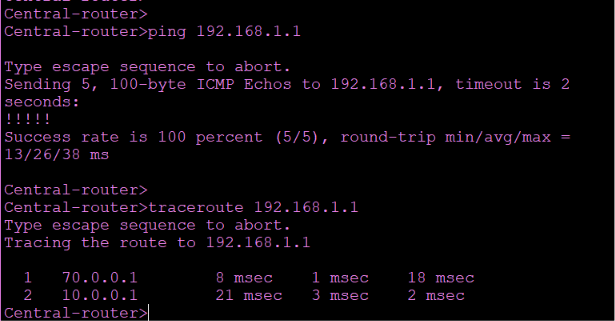 Central-router>
Central-router>ping 192.168.1.1
Type escape sequence to abort.
Sending 5, 100-byte ICMP Echos to 192.168.1.1, timeout is 2
seconds:
!!!!!
Success rate is 100 percent (5/5), round-trip min/avg/max =
13/26/38 ms
Central-router>
Central-router>traceroute 192.168.1.1
Type escape sequence to abort.
Tracing the route to 192.168.1.1
1 70.0.0.1 8 msec 1 msec 18 msec
2 10.0.0.1 21 msec 3 msec 2 msec
Central-router>